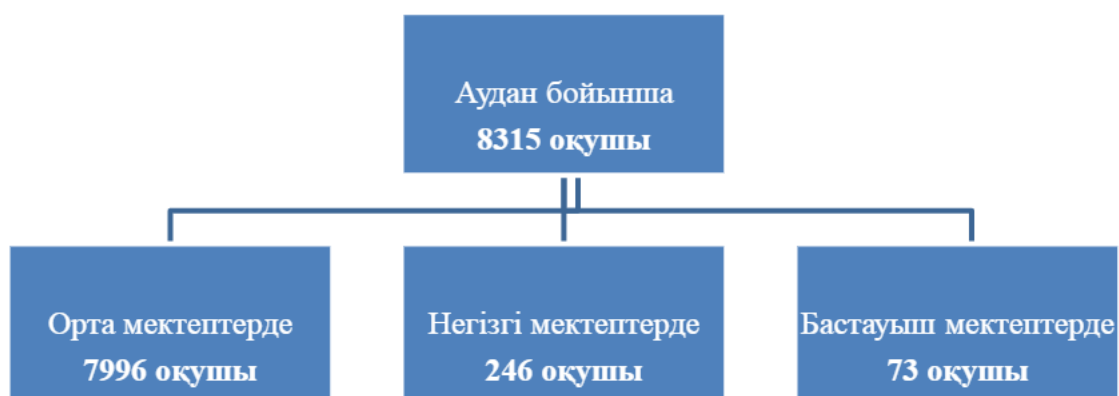 Аудан бойынша
8315 оқушы
Орта мектептерде
7996 оқушы
Негізгі мектептерде
246 оқушы
Бастауыш мектептерде
73 оқушы